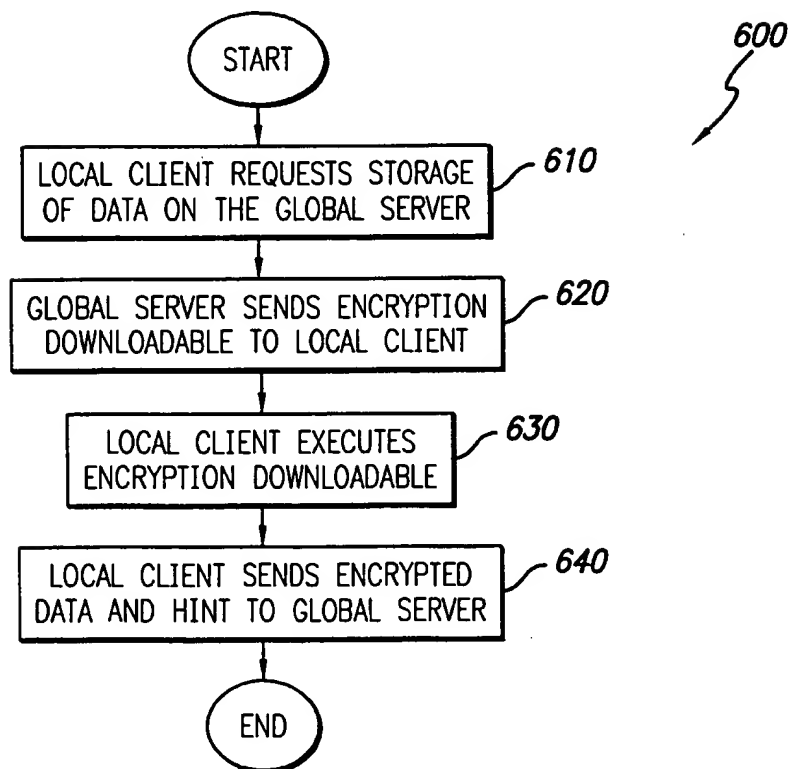 START
600
LOCAL CLIENT REQUESTS STORAGE
OF DATA ON THE GLOBAL SERVER
610
GLOBAL SERVER SENDS ENCRYPTION
DOWNLOADABLE TO LOCAL CLIENT
620
LOCAL CLIENT EXECUTES
ENCRYPTION DOWNLOADABLE
630
LOCAL CLIENT SENDS ENCRYPTED
DATA AND HINT TO GLOBAL SERVER
640
END